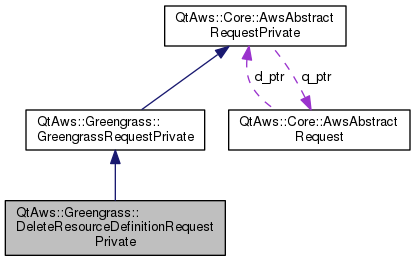 QtAws::Core::AwsAbstract
RequestPrivate
d_ptr
q_ptr
QtAws::Greengrass::
GreengrassRequestPrivate
QtAws::Core::AwsAbstract
Request
QtAws::Greengrass::
DeleteResourceDefinitionRequest
Private